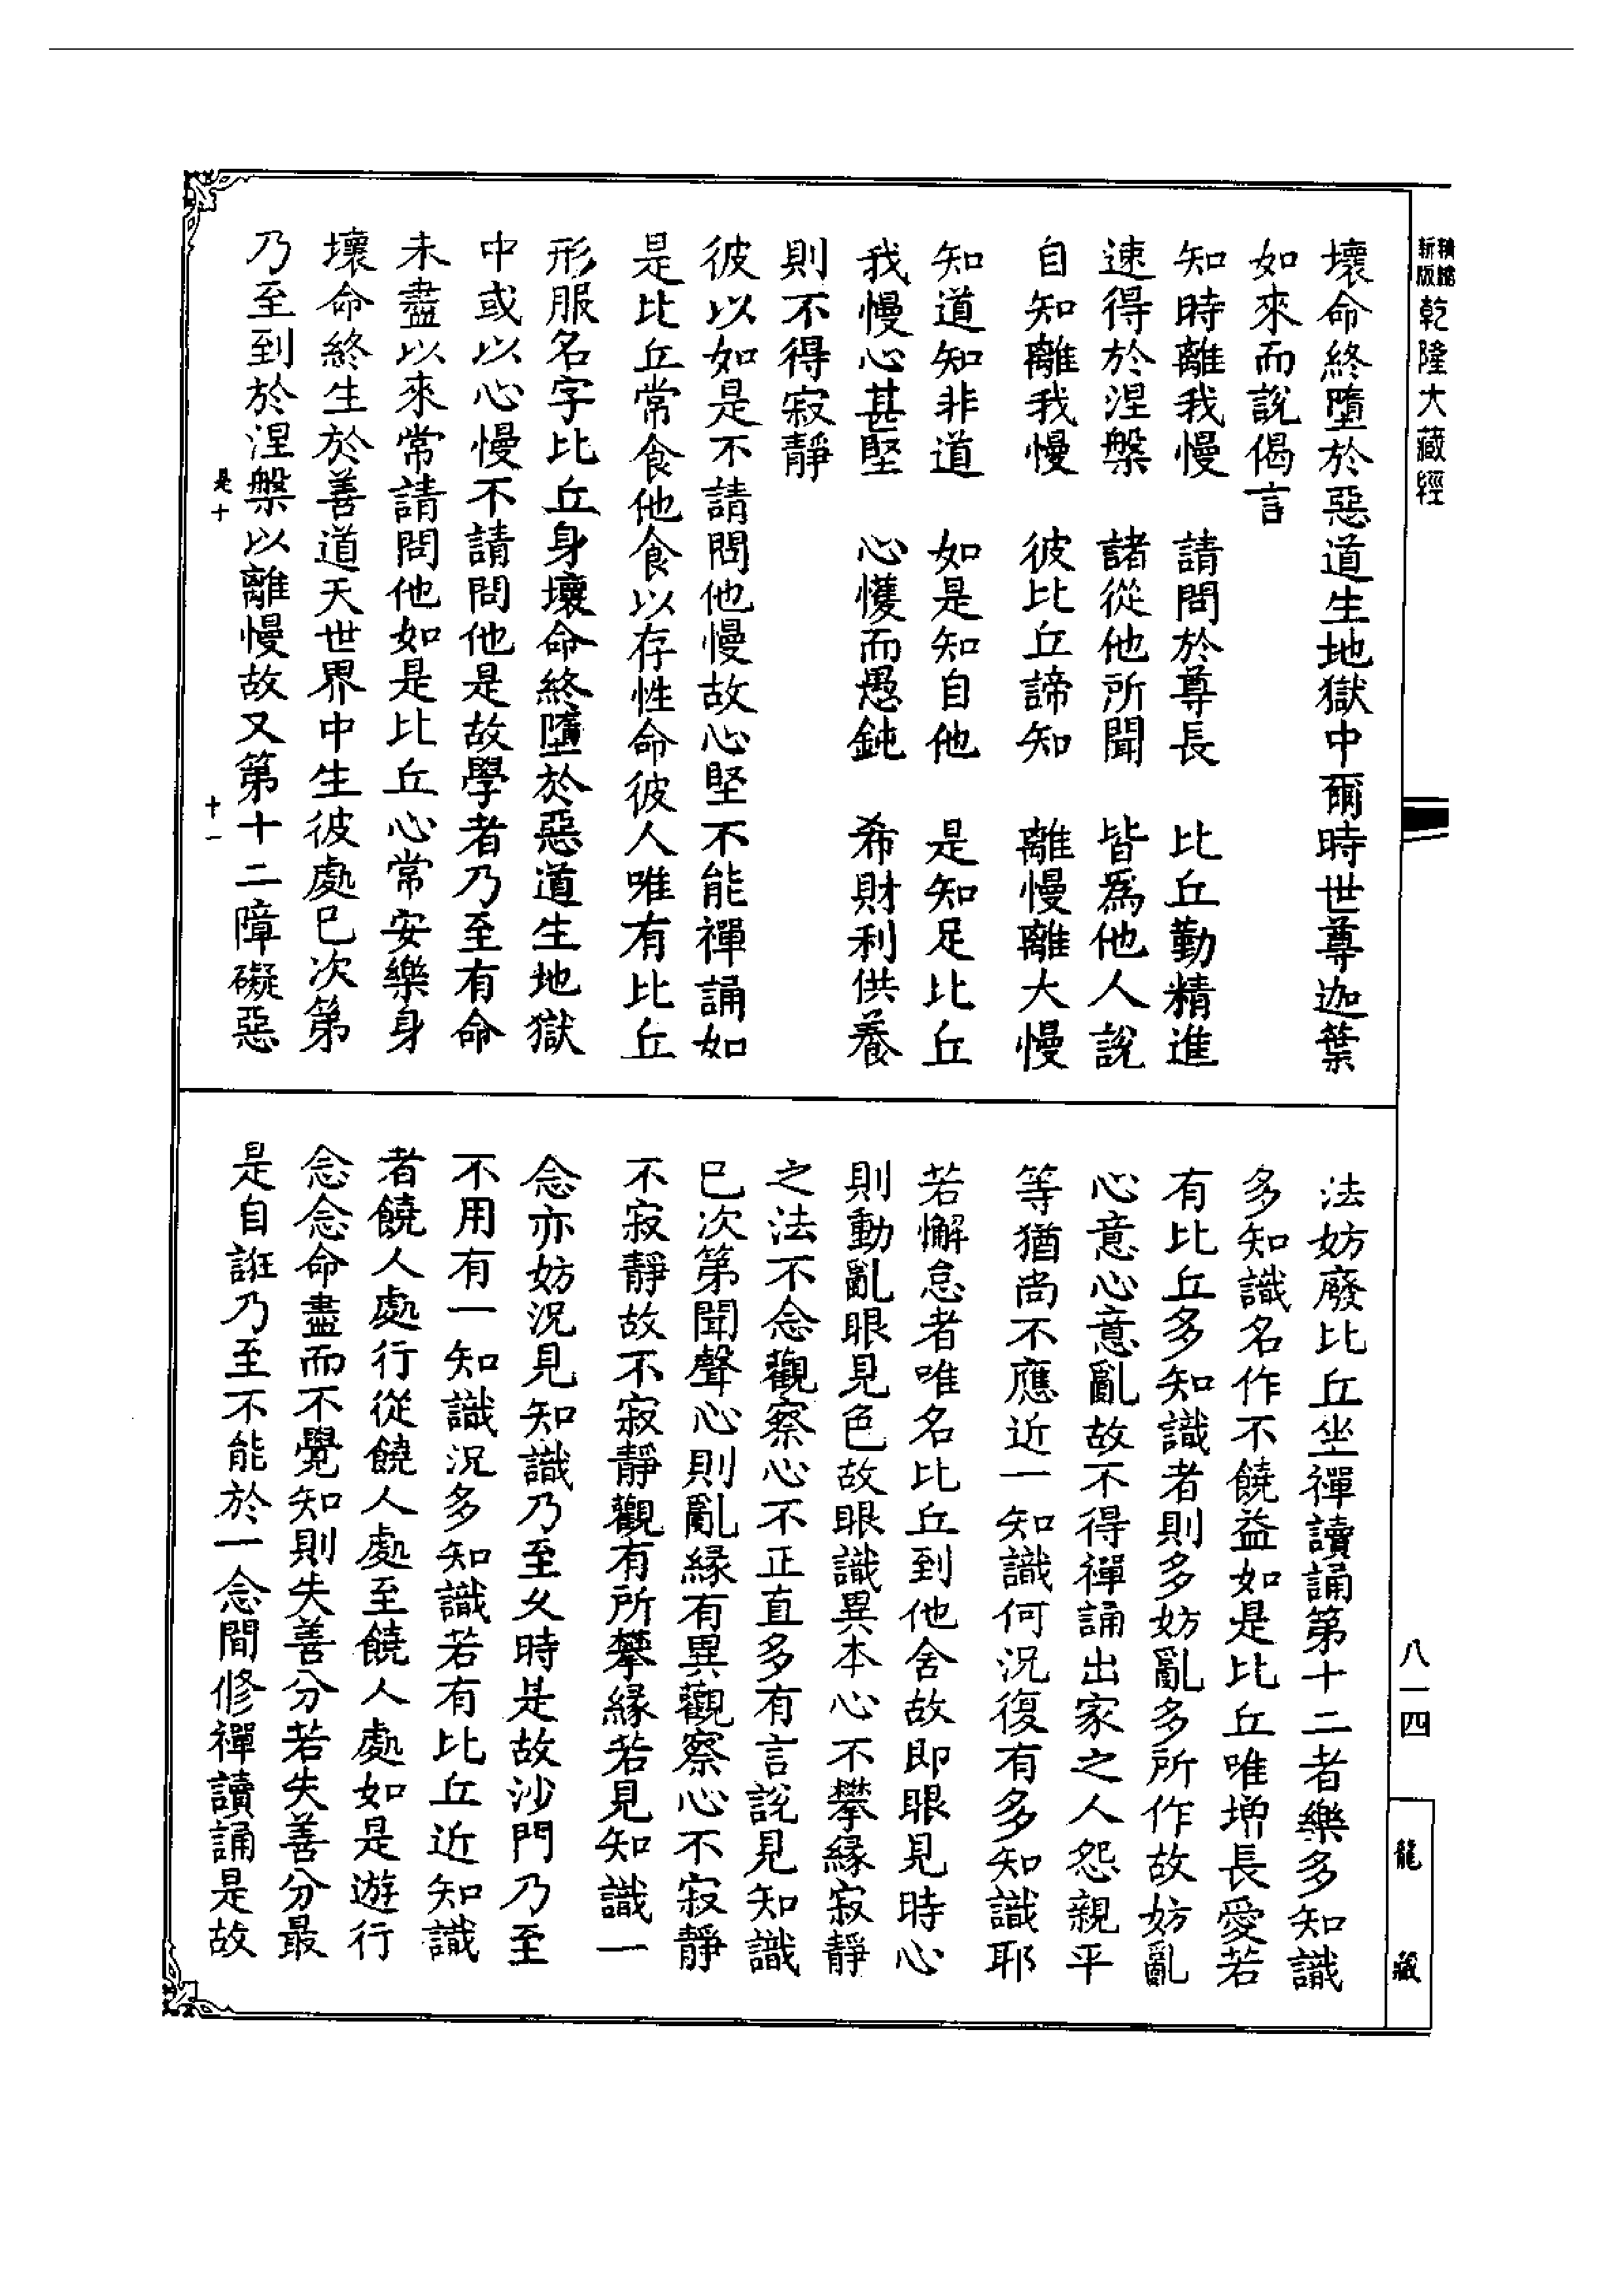 新版精縮乾隆大藏經
壞命終墮於惡道生地獄中爾時世尊迦葉
如來而說偈言
知時離我慢　請問於尊長　比丘勤精進
速得於涅槃　諸從他所聞　皆爲他人說
自知離我慢　彼比丘諦知　離慢離大慢
知道知非道　如是知自他　是知足比丘
我慢心甚堅　心懱而愚鈍　希財利供養
則不得寂靜
彼以如是不請問他慢故心堅不能禪誦如
是比丘常食他食以存性命彼人唯有比丘
形服名字比丘身壞命終墮於惡道生地獄
中或以心慢不請問他是故學者乃至有命
未盡以來常請問他如是比丘心常安樂身
壞命終生於善道天世界中生彼處已次第
乃至到於涅槃以離慢故又第十二障礙惡
是十　十一
法妨廢比丘坐禪讀誦第十二者樂多知識
多知識名作不饒益如是比丘唯增長愛若
有比丘多知識者則多妨亂多所作故妨亂
心意心意亂故不得禪誦出家之人怨親平
等猶尚不應近一知識何況復有多知識耶
若懈怠者唯名比丘到他舍故即眼見時心
則動亂眼見色故眼識異本心不攀緣寂靜
之法不念觀察心不正直多有言說見知識
已次第聞聲心則亂緣有異觀察心不寂靜
不寂靜故不寂靜觀有所攀緣若見知識一
念亦妨況見知識乃至久時是故沙門乃至
不用有一知識況多知識若有比丘近知識
者饒人處行從饒人處至饒人處如是遊行
念念命盡而不覺知則失善分若失善分最
是自誑乃至不能於一念間修禪讀誦是故
八一四
龍藏